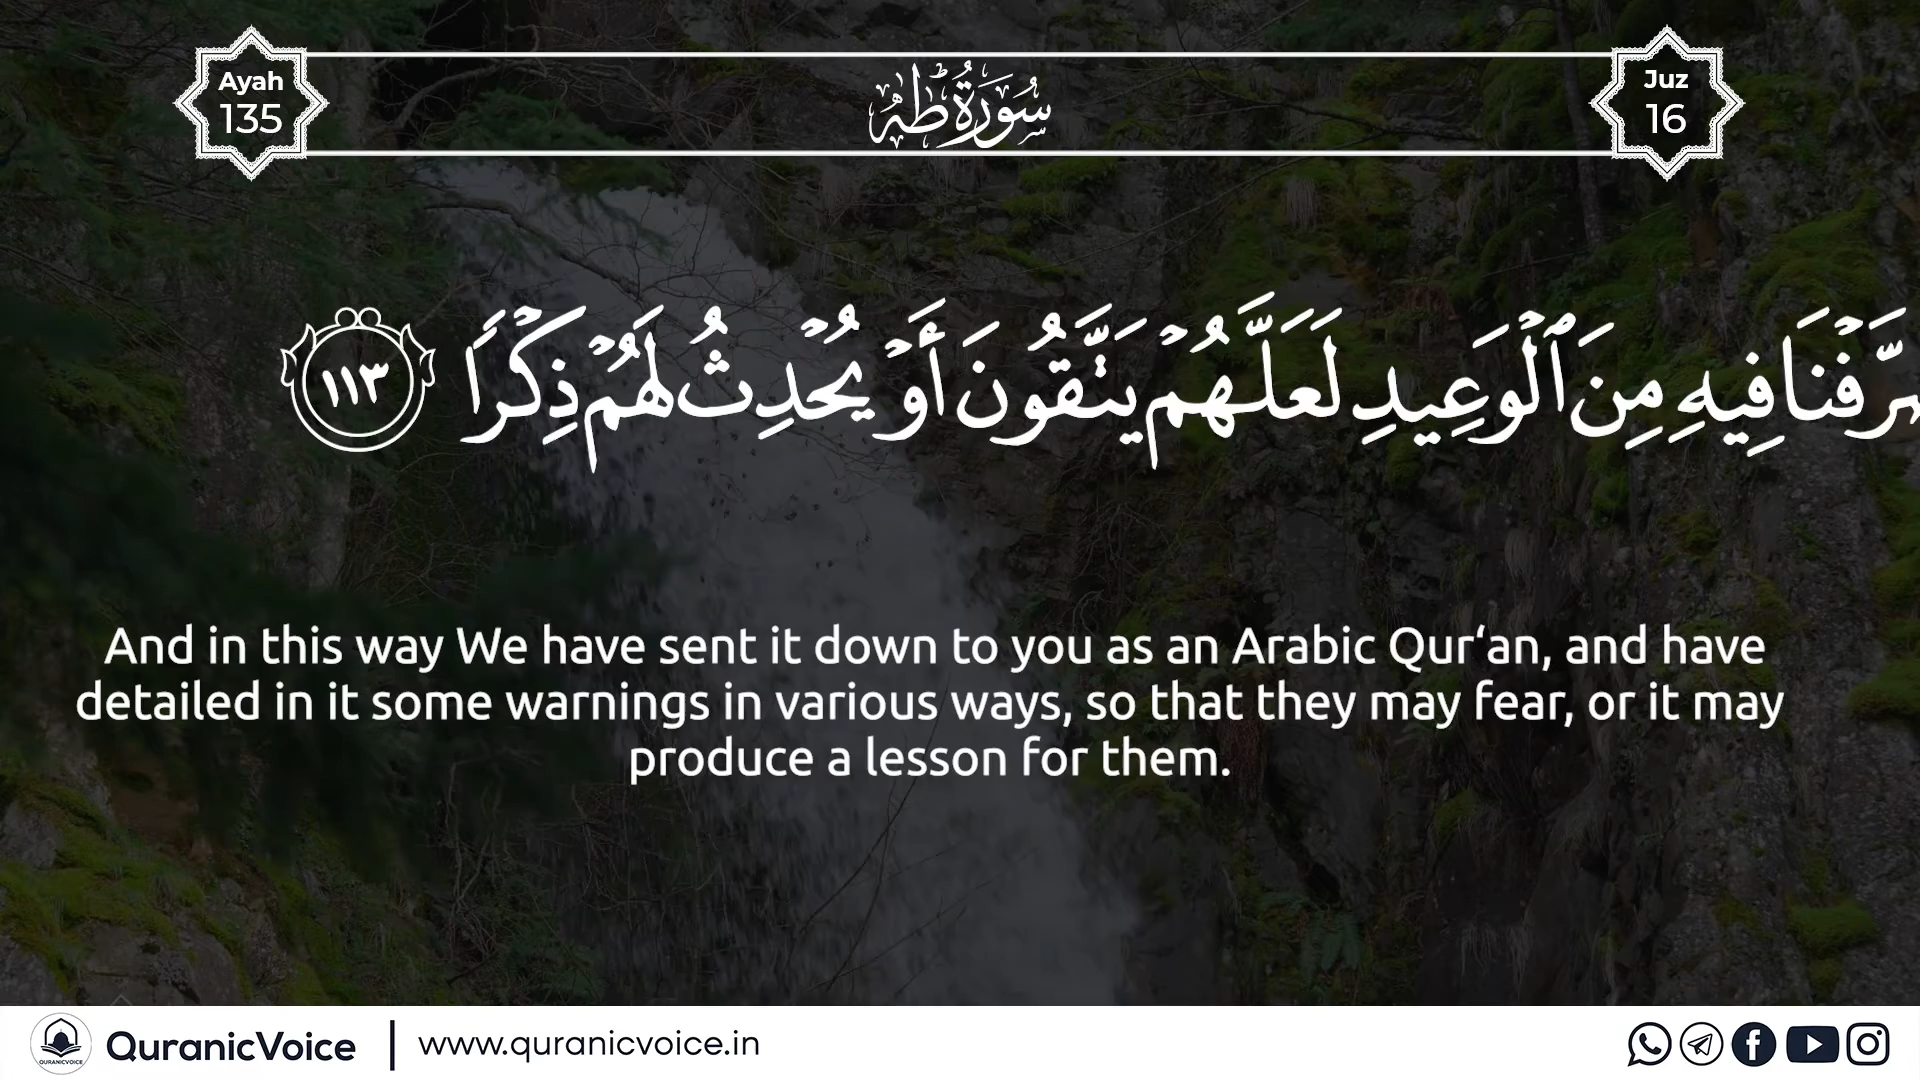 Ayah
135
سُورَةُ طٰهٰ
Juz
16
فۡنَا فِيهِ مِنَ ٱلۡوَعِيدِ لَعَلَّهُمۡ يَتَّقُونَ أَوۡ يُحۡدِثُ لَهُمۡ ذِكۡرٗا ١١٣
And in this way We have sent it down to you as an Arabic Qur‘an, and have
detailed in it some warnings in various ways, so that they may fear, or it may
produce a lesson for them.
QURANICVOICE
QuranicVoice | www.quranicvoice.in